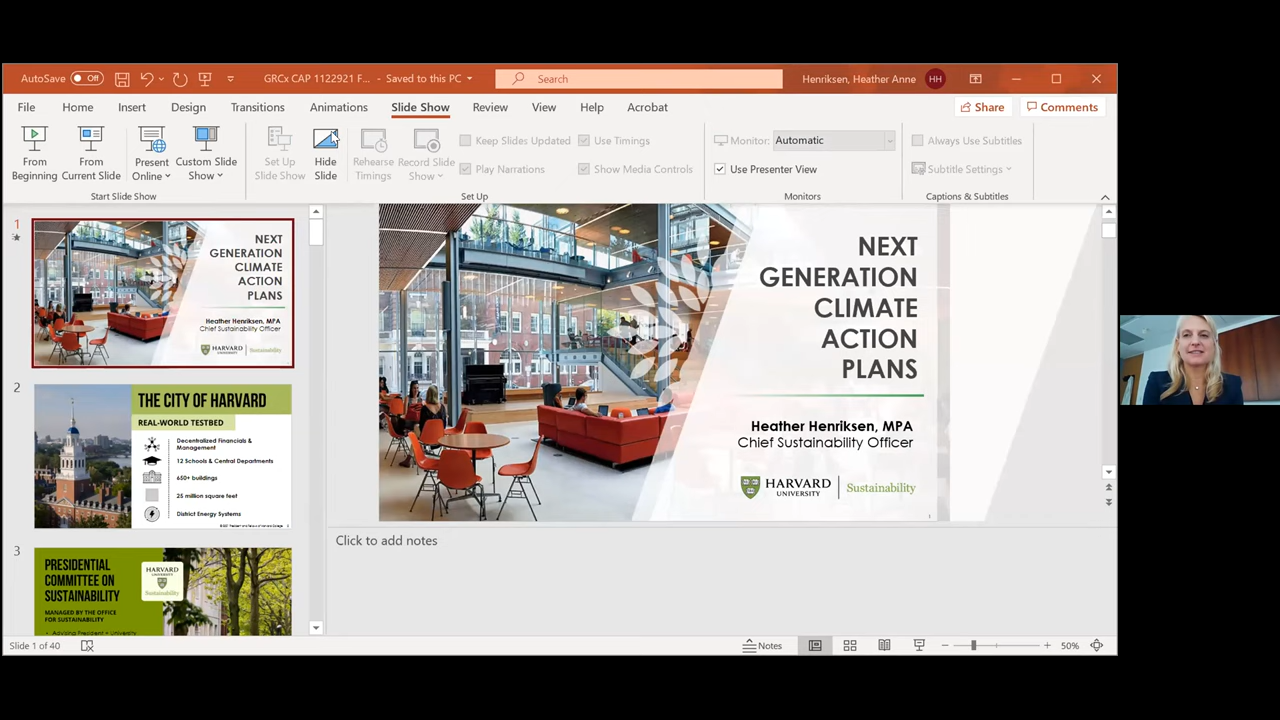 AutoSave Off GRCx CAP 1122921 F... - Saved to this PC Search Henriksen, Heather Anne HH
File Home Insert Design Transitions Animations Slide Show Review View Help Acrobat Share Comments
From Beginning
From Current Slide
Present Online
Custom Slide Show
Set Up Slide Show
Hide Slide
Rehearse Timings
Record Slide Show
Keep Slides Updated
Play Narrations
Use Timings
Show Media Controls
Monitor: Automatic
Use Presenter View
Always Use Subtitles
Subtitle Settings
Start Slide Show Set Up Monitors Captions & Subtitles
1
NEXT
GENERATION
CLIMATE
ACTION
PLANS
Heather Henriksen, MPA
Chief Sustainability Officer
HARVARD
UNIVERSITY
Sustainability
2
THE CITY OF HARVARD
REAL-WORLD TESTBED
Decentralized Financials &
Management
12 Schools & Central Departments
650+ buildings
25 million square feet
District Energy Systems
3
PRESIDENTIAL
COMMITTEE ON
SUSTAINABILITY
MANAGED BY THE OFFICE
FOR SUSTAINABILITY
HARVARD
UNIVERSITY
Sustainability
NEXT
GENERATION
CLIMATE
ACTION
PLANS
Heather Henriksen, MPA
Chief Sustainability Officer
HARVARD
UNIVERSITY
Sustainability
1
Click to add notes
Slide 1 of 40 Notes 50%